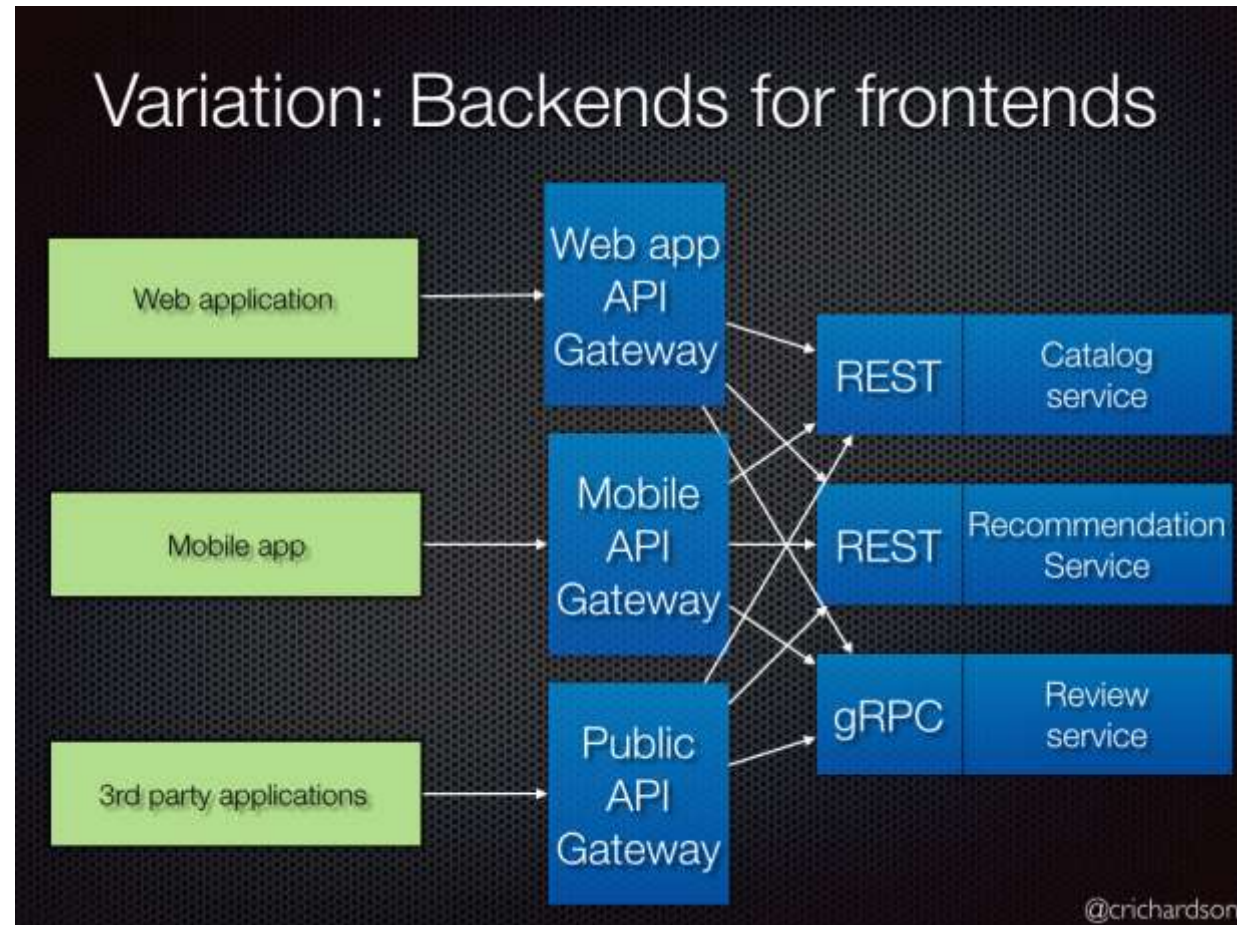 Variation: Backends for frontends
Web application
Web app
API
Gateway
REST
Catalog
service
Mobile app
Mobile
API
Gateway
REST
Recommendation
Service
3rd party applications
Public
API
Gateway
gRPC
Review
service
@crichardson